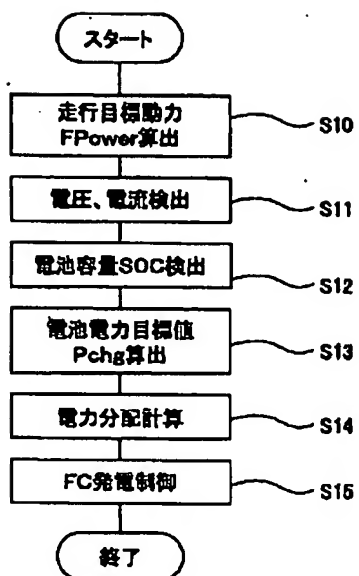 スタート
走行目標動力
FPower算出
S10
電圧、電流検出
S11
電池容量SOC検出
S12
電池電力目標値
Pchg算出
S13
電力分配計算
S14
FC発電制御
S15
終了